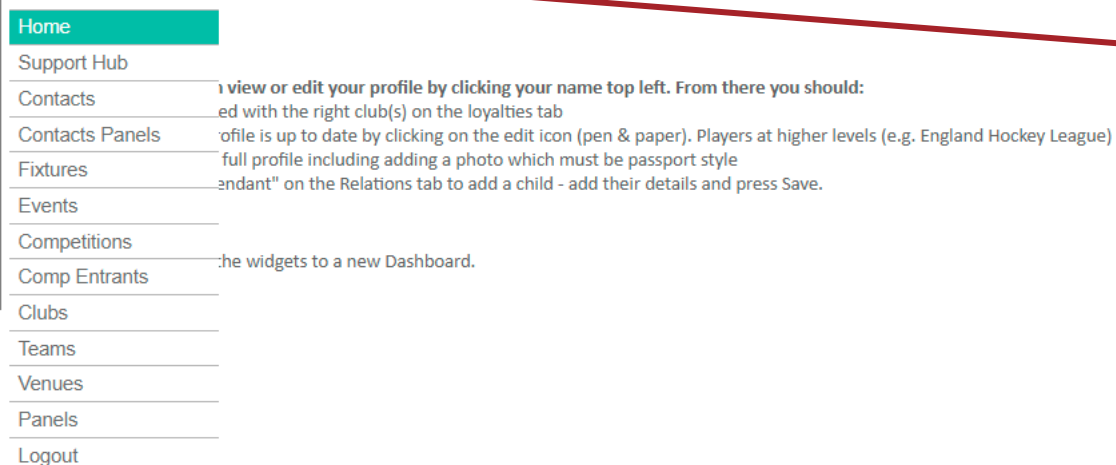 Home
Support Hub
Contacts
Contacts Panels
Fixtures
Events
Competitions
Comp Entrants
Clubs
Teams
Venues
Panels
Logout
view or edit your profile by clicking your name top left. From there you should:
with the right club(s) on the loyalties tab
is up to date by clicking on the edit icon (pen & paper). Players at higher levels (e.g. England Hockey League)
full profile including adding a photo which must be passport style
on the Relations tab to add a child - add their details and press Save.
the widgets to a new Dashboard.